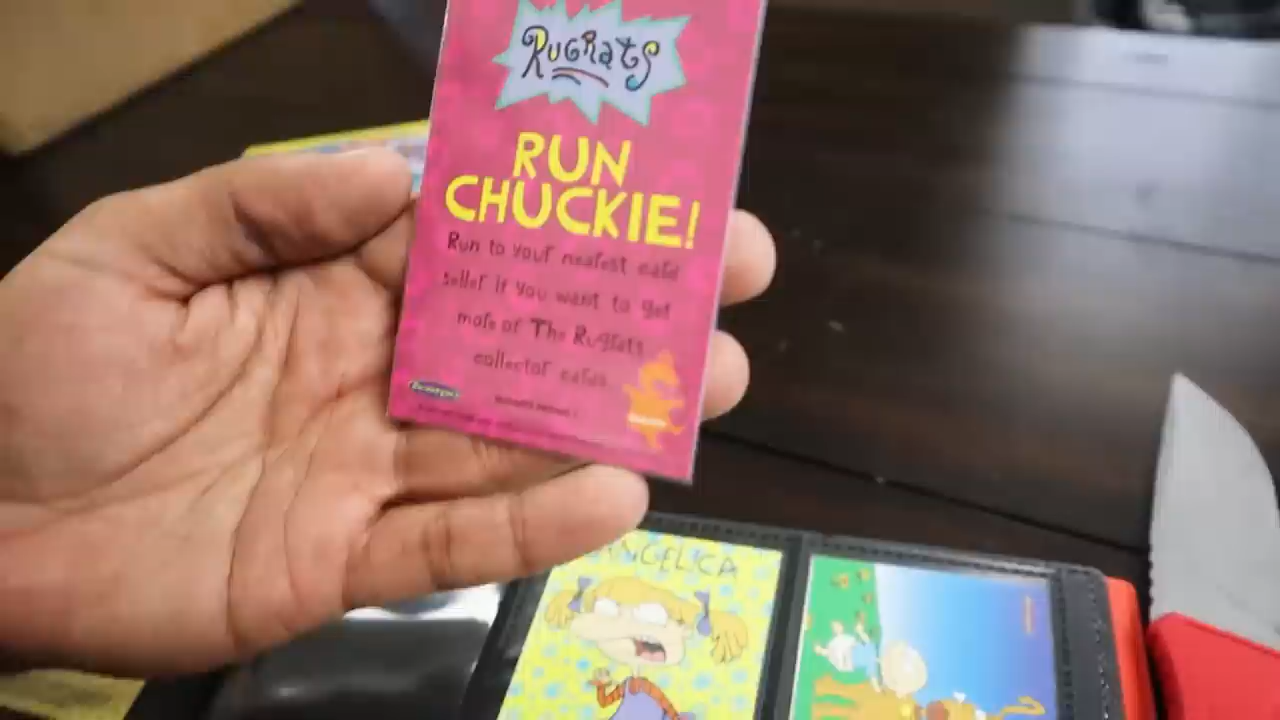 RUGRATS
RUN
CHUCKIE!
Run to your nearest card
seller if you want to get
more of The Rugrats
collector cards.
ANGELICA